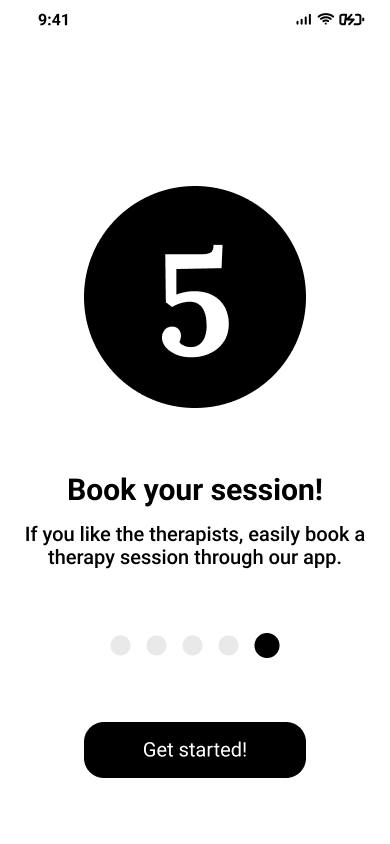 9:41
5
Book your session!
If you like the therapists, easily book a
therapy session through our app.
Get started!